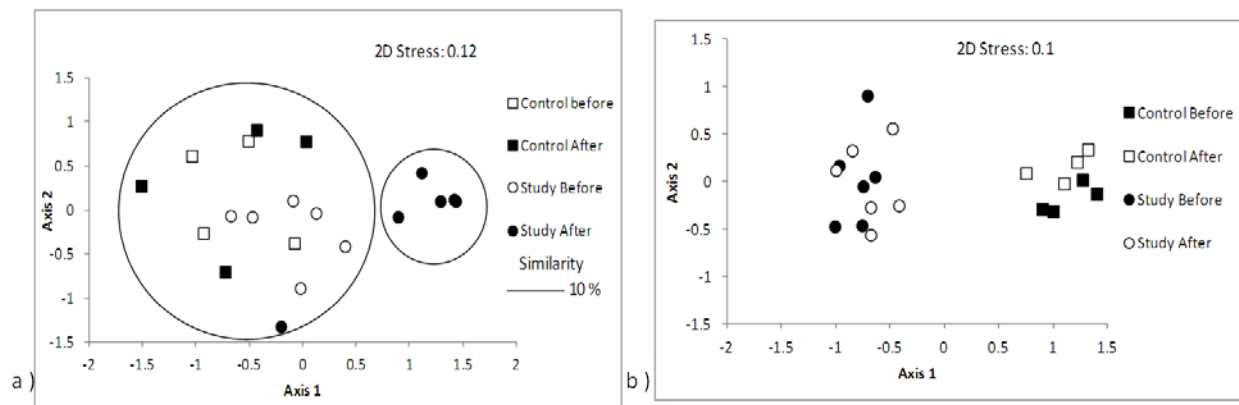 2D Stress: 0.12
1.5
1
0.5
0
-0.5
-1
-1.5
-2
-1.5
-1
-0.5
0
0.5
1
1.5
2
Axis 2
Axis 1
Control before
Control After
Study Before
Study After
Similarity
10 %
a )
2D Stress: 0.1
1.5
1
0.5
0
-0.5
-1
-1.5
-2
-1.5
-1
-0.5
0
0.5
1
1.5
Axis 2
Axis 1
Control Before
Control After
Study Before
Study After
b )